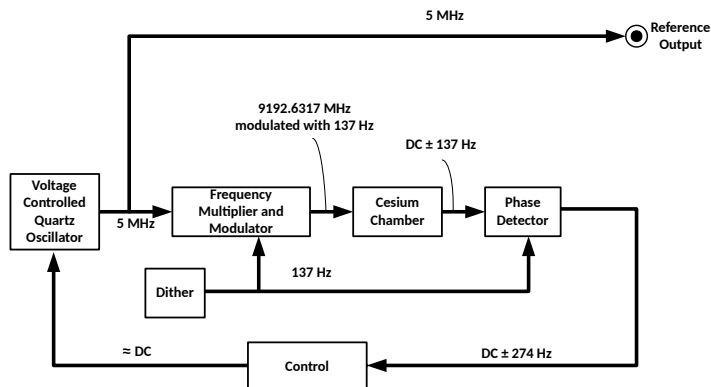 5 MHz
Reference
Output
9192.6317 MHz
modulated with 137 Hz
DC ± 137 Hz
Voltage
Controlled
Quartz
Oscillator
5 MHz
Frequency
Multiplier and
Modulator
Cesium
Chamber
Phase
Detector
Dither
137 Hz
≈ DC
Control
DC ± 274 Hz